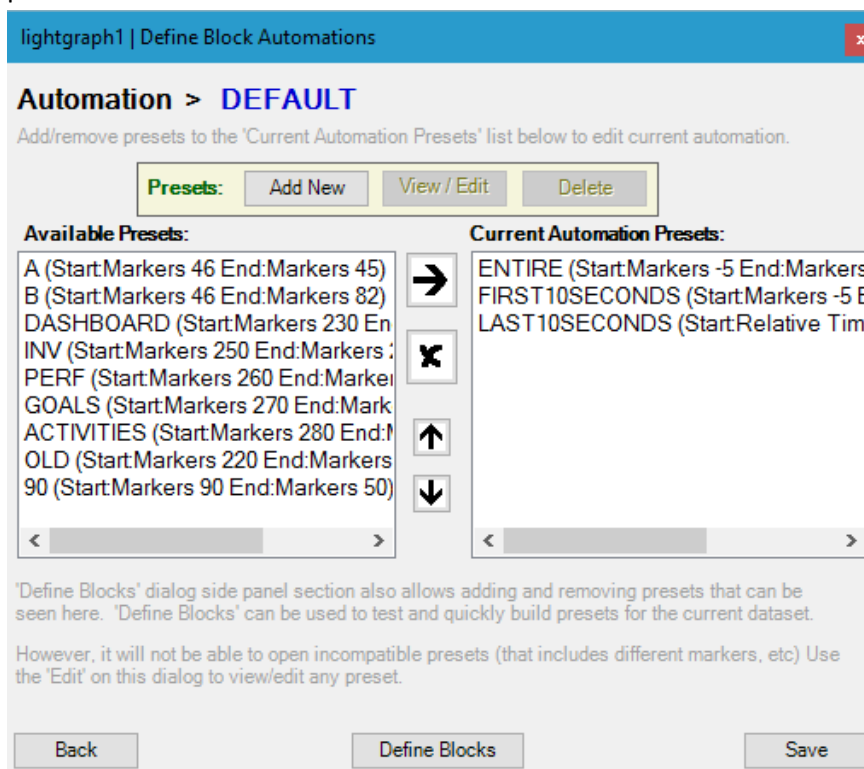 lightgraph1 | Define Block Automations
x
Automation > DEFAULT
Add/remove presets to the 'Current Automation Presets' list below to edit current automation.
Presets: Add New View / Edit Delete
Available Presets:
A (Start:Markers 46 End:Markers 45)
B (Start:Markers 46 End:Markers 82)
DASHBOARD (Start:Markers 230 En
INV (Start:Markers 250 End:Markers
PERF (Start:Markers 260 End:Marker
GOALS (Start:Markers 270 End:Mark
ACTIVITIES (Start:Markers 280 End:
OLD (Start:Markers 220 End:Markers
90 (Start:Markers 90 End:Markers 50)
Current Automation Presets:
ENTIRE (Start:Markers -5 End:Markers
FIRST10SECONDS (Start:Markers -5 E
LAST10SECONDS (Start:Relative Tim
'Define Blocks' dialog side panel section also allows adding and removing presets that can be
seen here. 'Define Blocks' can be used to test and quickly build presets for the current dataset.
However, it will not be able to open incompatible presets (that includes different markers, etc) Use
the 'Edit' on this dialog to view/edit any preset.
Back Define Blocks Save